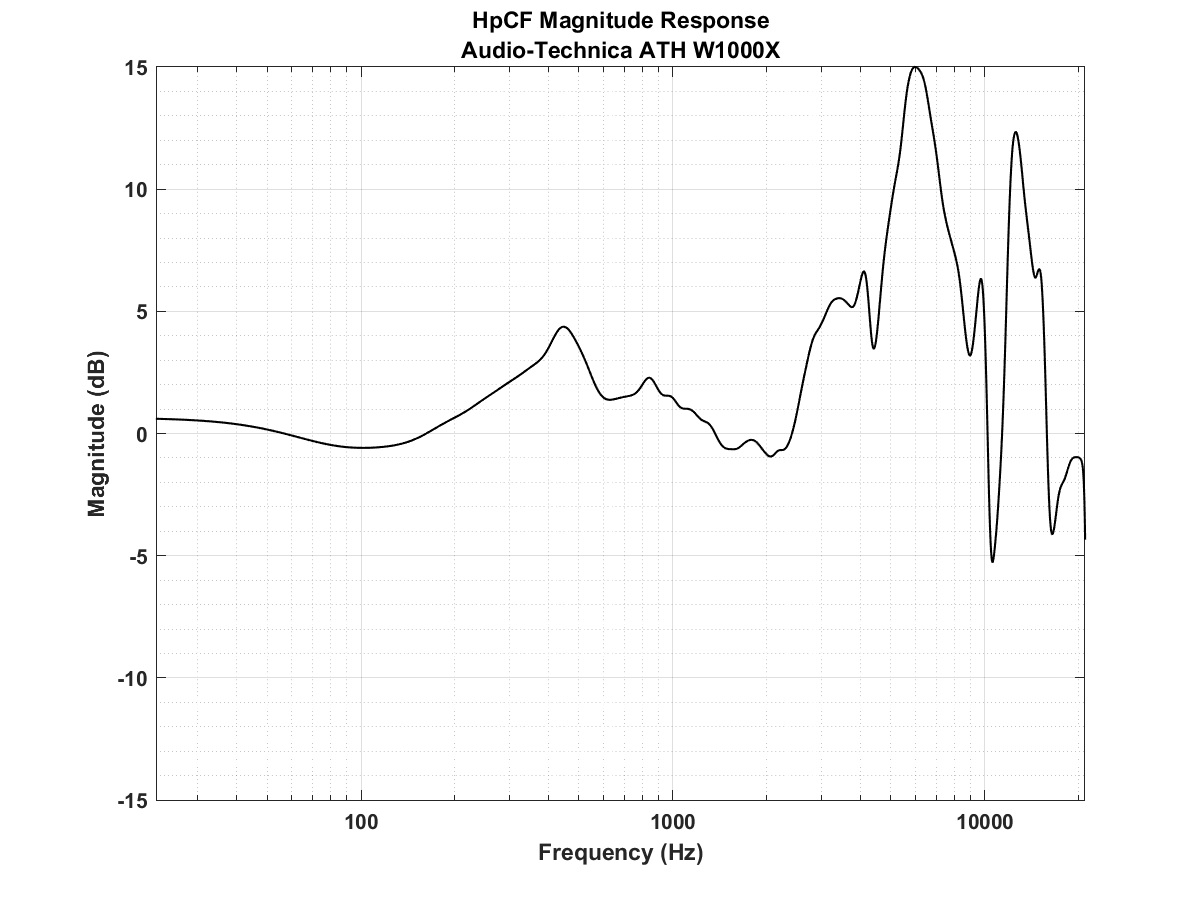 HpCF Magnitude Response
Audio-Technica ATH W1000X
15
10
5
0
-5
-10
-15
Magnitude (dB)
100
1000
10000
Frequency (Hz)